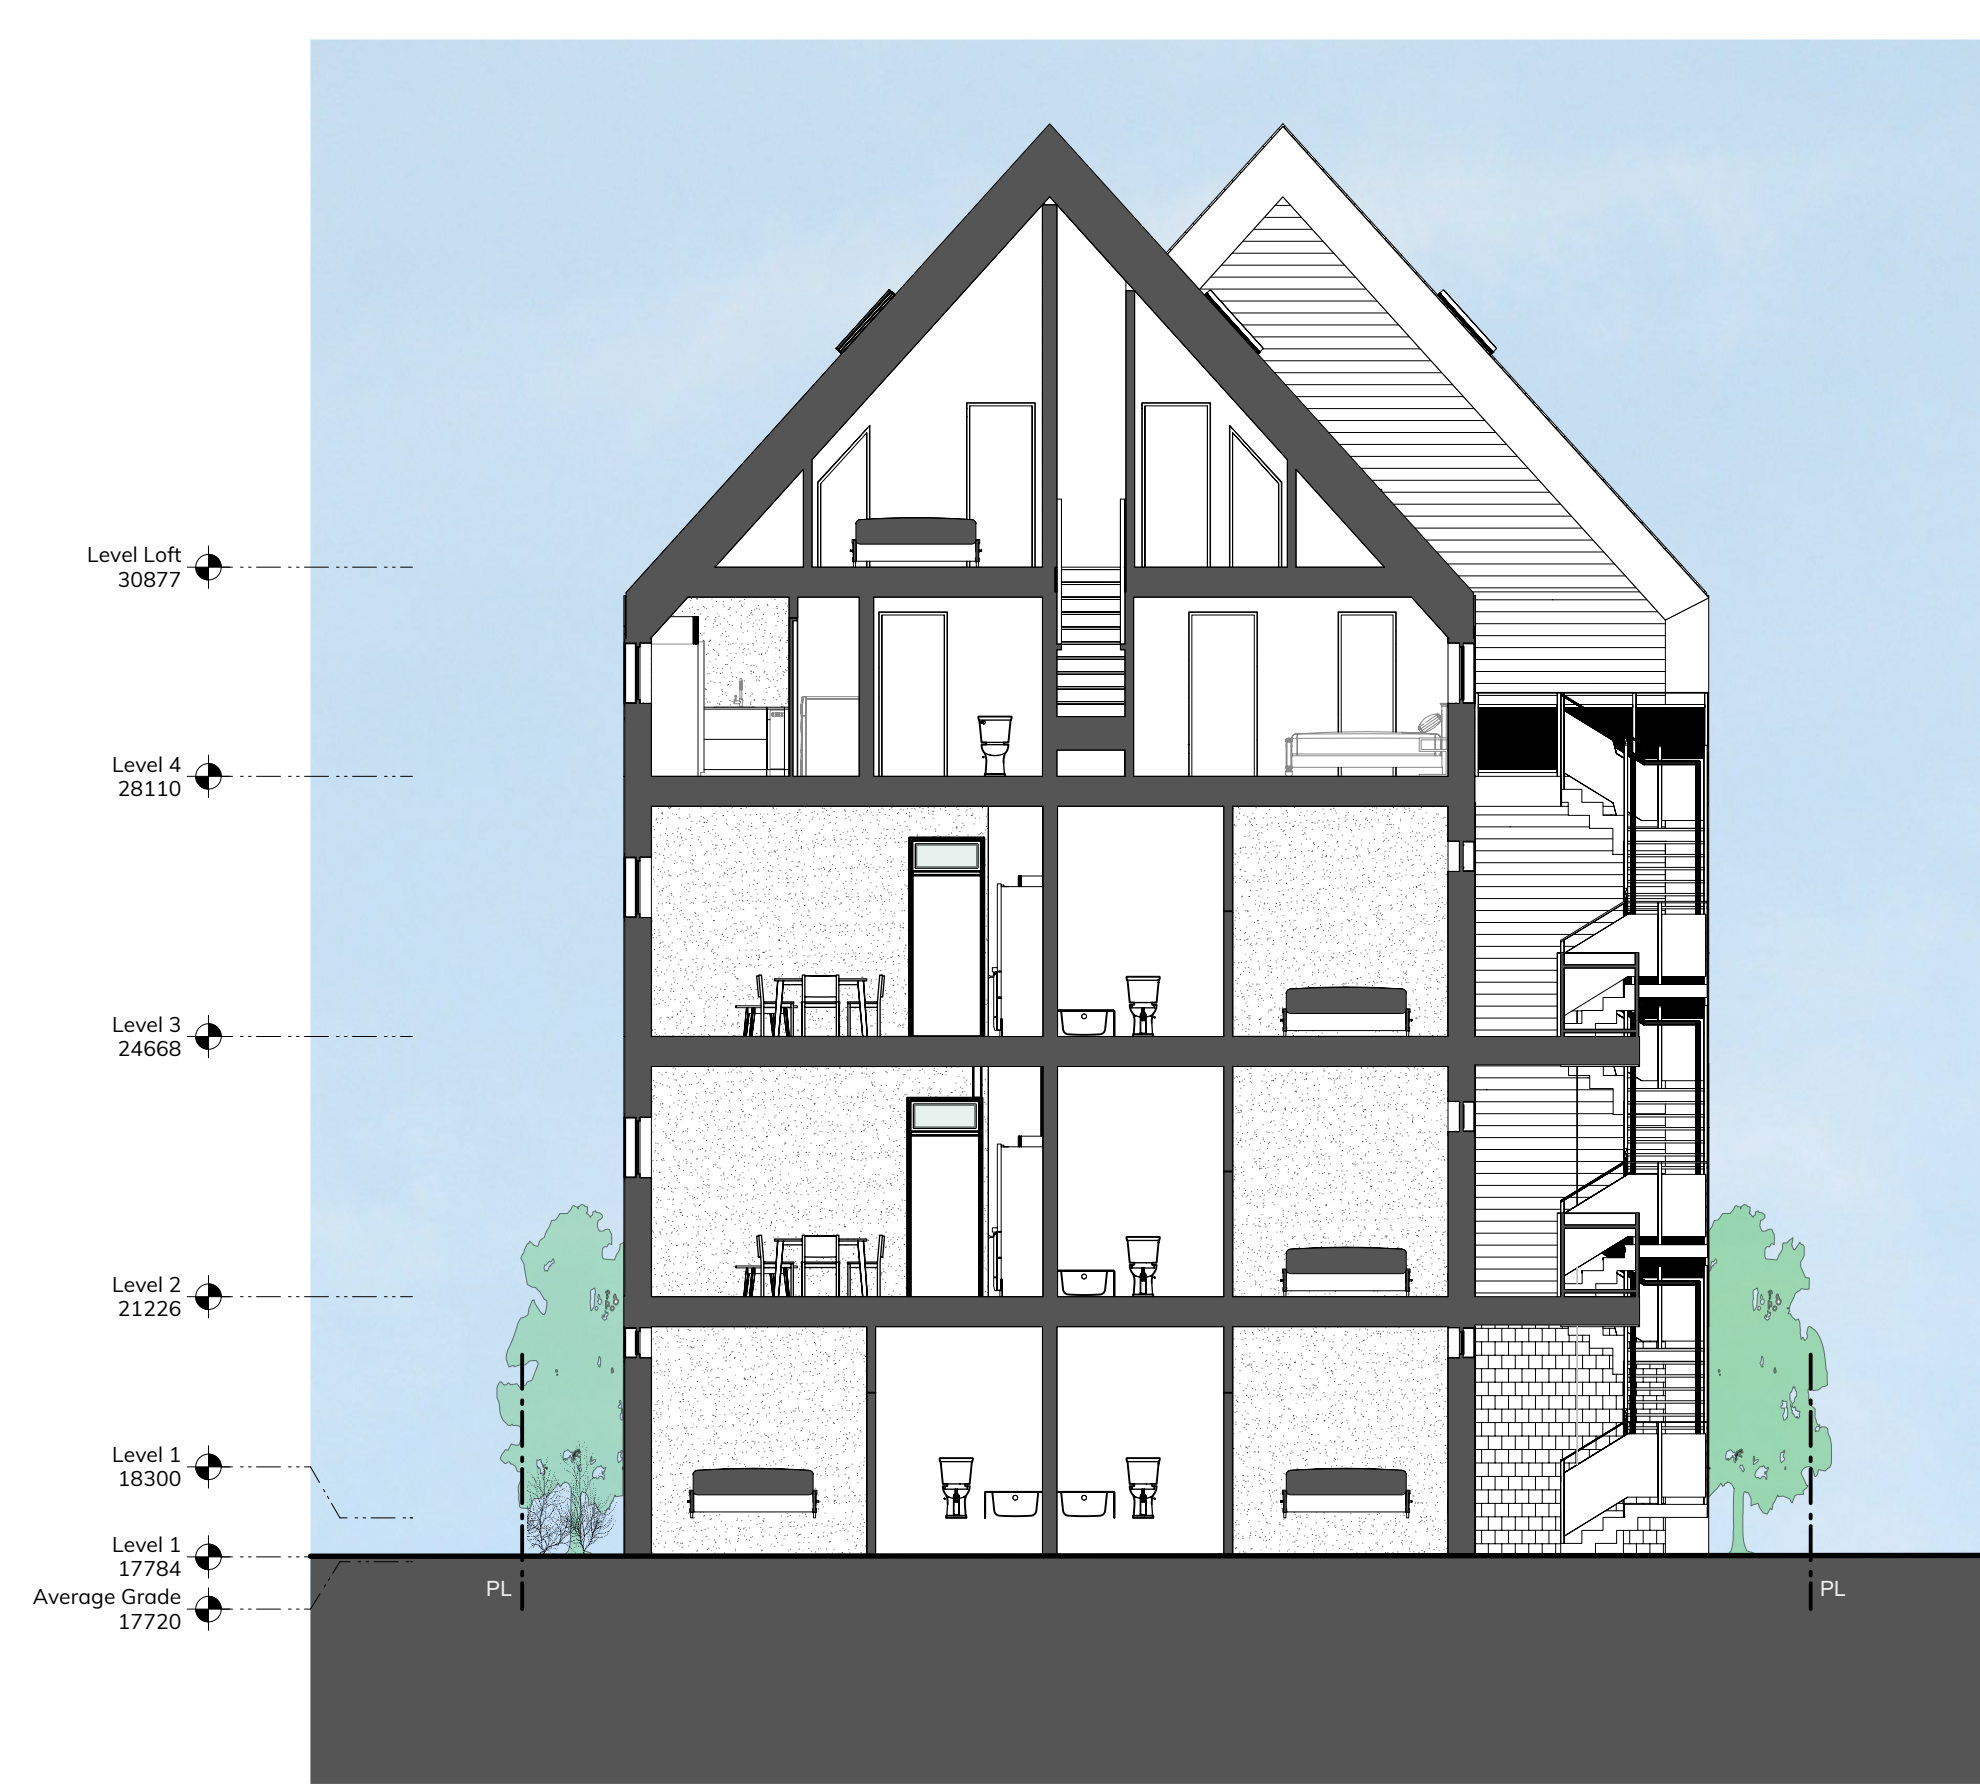 Level Loft
30877
Level 4
28110
Level 3
24668
Level 2
21226
Level 1
18300
Level 1
17784
Average Grade
17720
PL
PL